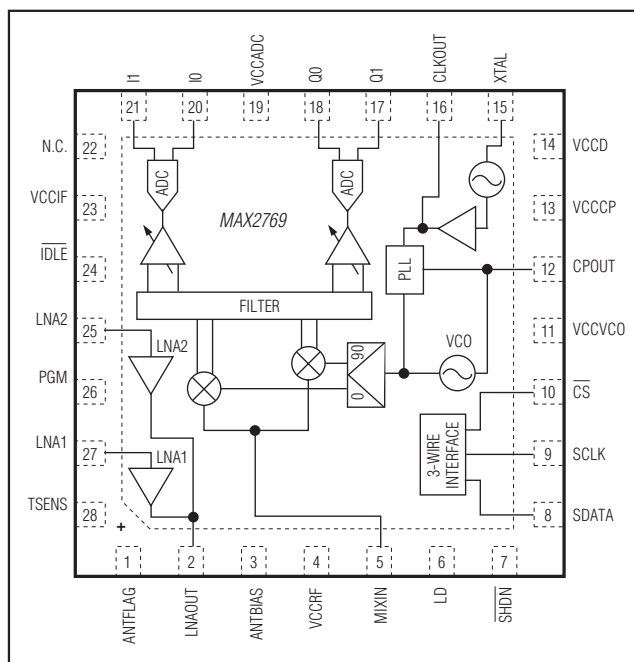 I1
I0
VCCADC
Q0
Q1
CLKOUT
XTAL
21
20
19
18
17
16
15
N.C.
22
14
VCCD
ADC
ADC
MAX2769
VCCIF
23
13
VCCCP
IDLE
24
PLL
12
CPOUT
FILTER
LNA2
25
LNA2
90
0
VCO
11
VCCVCO
PGM
26
10
CS
LNA1
27
LNA1
3-WIRE
INTERFACE
9
SCLK
TSENS
28
8
SDATA
+
1
2
3
4
5
6
7
ANTFLAG
LNAOUT
ANTBIAS
VCCRF
MIXIN
LD
SHDN